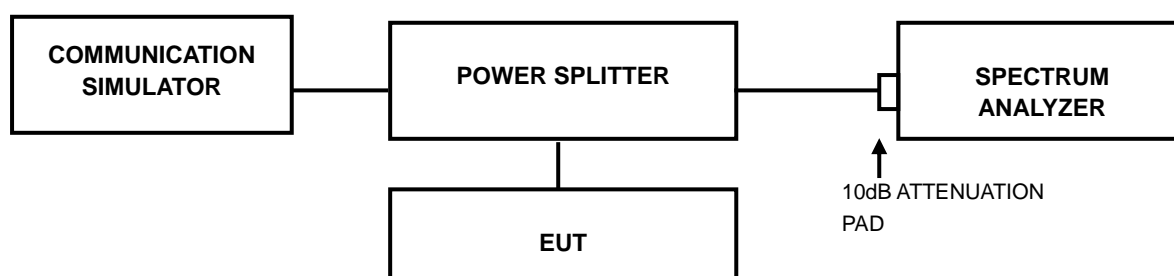 COMMUNICATION
SIMULATOR
POWER SPLITTER
SPECTRUM
ANALYZER
10dB ATTENUATION
PAD
EUT